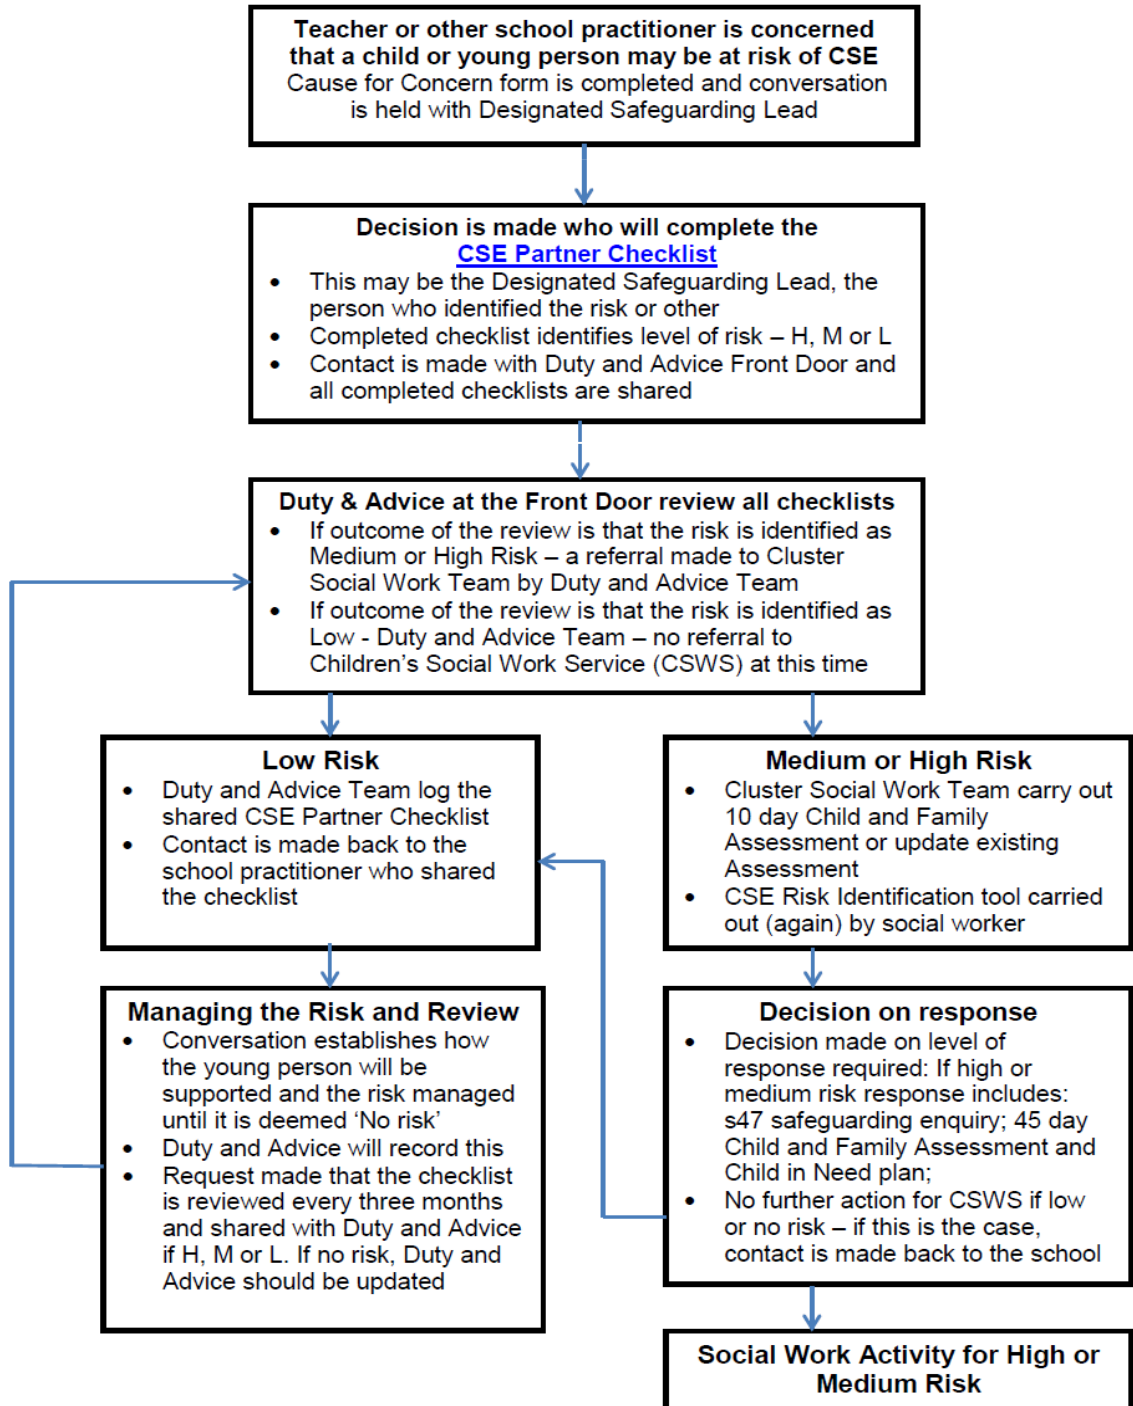 Teacher or other school practitioner is concerned
that a child or young person may be at risk of CSE
Cause for Concern form is completed and conversation
is held with Designated Safeguarding Lead
Decision is made who will complete the
CSE Partner Checklist
• This may be the Designated Safeguarding Lead, the
person who identified the risk or other
• Completed checklist identifies level of risk – H, M or L
• Contact is made with Duty and Advice Front Door and
all completed checklists are shared
Duty & Advice at the Front Door review all checklists
• If outcome of the review is that the risk is identified as
Medium or High Risk – a referral made to Cluster
Social Work Team by Duty and Advice Team
• If outcome of the review is that the risk is identified as
Low - Duty and Advice Team – no referral to
Children’s Social Work Service (CSWS) at this time
Low Risk
• Duty and Advice Team log the
shared CSE Partner Checklist
• Contact is made back to the
school practitioner who shared
the checklist
Medium or High Risk
• Cluster Social Work Team carry out
10 day Child and Family
Assessment or update existing
Assessment
• CSE Risk Identification tool carried
out (again) by social worker
Managing the Risk and Review
• Conversation establishes how
the young person will be
supported and the risk managed
until it is deemed ‘No risk’
• Duty and Advice will record this
• Request made that the checklist
is reviewed every three months
and shared with Duty and Advice
if H, M or L. If no risk, Duty and
Advice should be updated
Decision on response
• Decision made on level of
response required: If high or
medium risk response includes:
s47 safeguarding enquiry; 45 day
Child and Family Assessment and
Child in Need plan;
• No further action for CSWS if low
or no risk – if this is the case,
contact is made back to the school
Social Work Activity for High or
Medium Risk